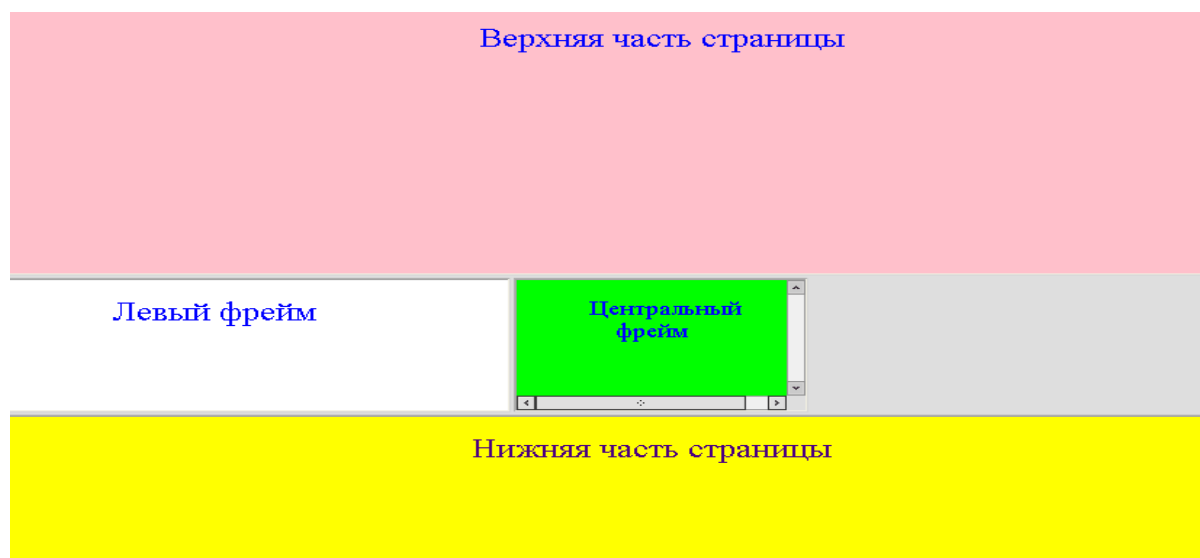 Верхняя часть страницы
Левый фрейм
Центральный
фрейм
Нижняя часть страницы